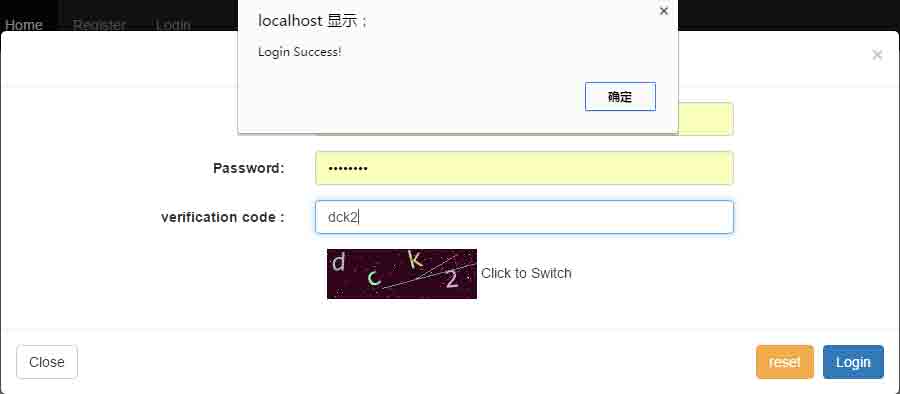 Home Register Login
localhost 显示：
×
Login Success!
×
确定
Password: ••••••••
verification code : dck2
d c k 2 Click to Switch
Close reset Login